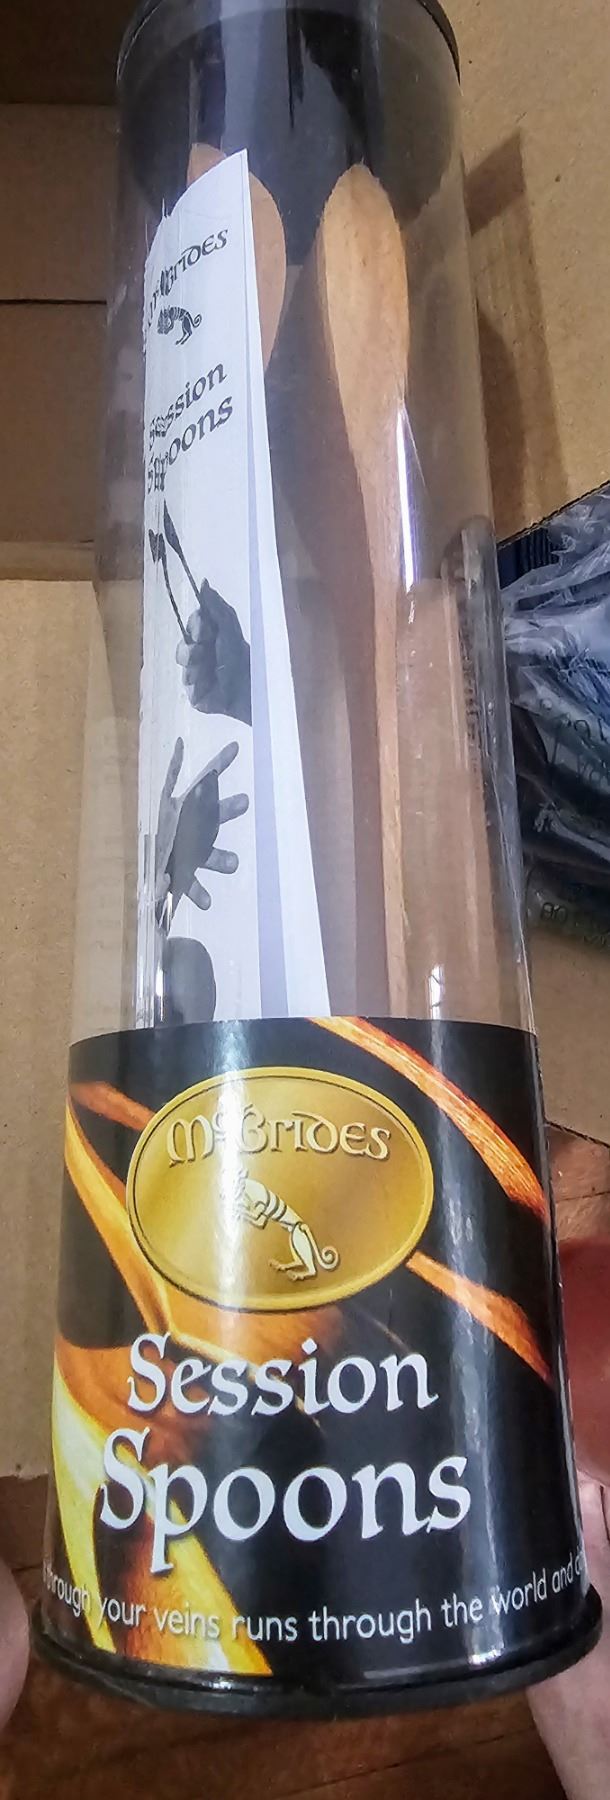 McBrides
Session
Spoons
McBrides
Session
Spoons
through your veins runs through the world and